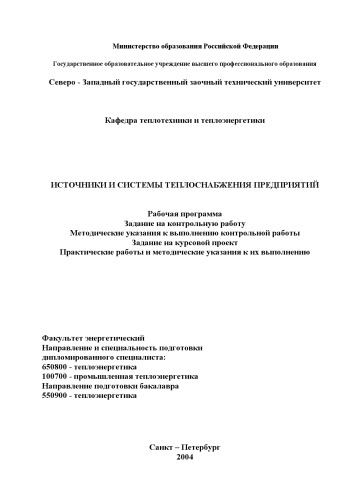 Министерство образования Российской Федерации
Государственное образовательное учреждение высшего профессионального образования
Северо - Западный государственный заочный технический университет
Кафедра теплотехники и теплоэнергетики
ИСТОЧНИКИ И СИСТЕМЫ ТЕПЛОСНАБЖЕНИЯ ПРЕДПРИЯТИЙ
Рабочая программа
Задание на контрольную работу
Методические указания к выполнению контрольной работы
Задание на курсовой проект
Практические работы и методические указания к их выполнению
Факультет энергетический
Направление и специальность подготовки
дипломированного специалиста:
650800 - теплоэнергетика
100700 - промышленная теплоэнергетика
Направление подготовки бакалавра
550900 - теплоэнергетика
Санкт – Петербург
2004